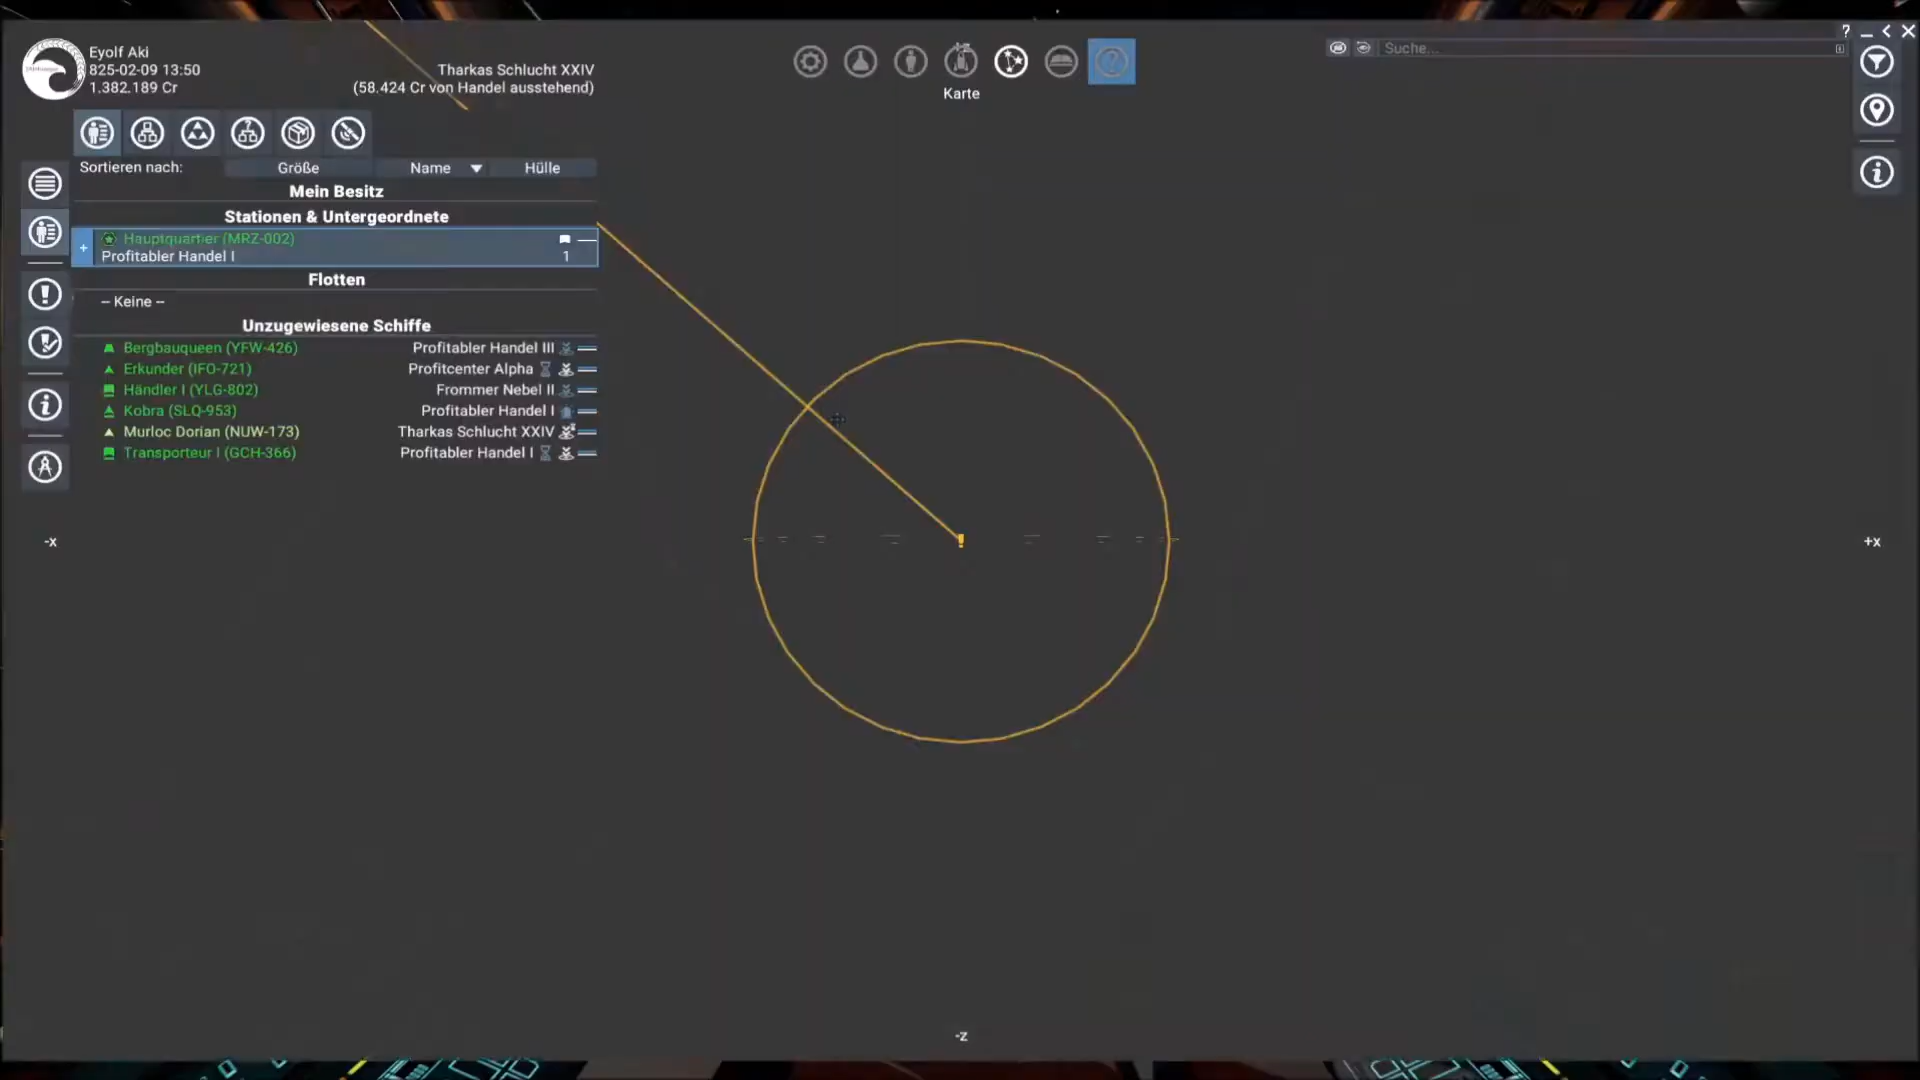 Eyolf Aki
825-02-09 13:50
1.382.189 Cr
Tharkas Schlucht XXIV
(58.424 Cr von Handel ausstehend)
Karte
Suche...
?
Sortieren nach:
Größe
Name
Hülle
Mein Besitz
Stationen & Untergeordnete
Hauptquartier (MRZ-002)
Profitabler Handel I 1
Flotten
-- Keine --
Unzugewiesene Schiffe
Bergbauqueen (YFW-426) Profitabler Handel III
Erkunder (IFO-721) Profitcenter Alpha
Händler I (YLG-802) Frommer Nebel II
Kobra (SLQ-953) Profitabler Handel I
Murloc Dorian (NUW-173) Tharkas Schlucht XXIV
Transporteur I (GCH-366) Profitabler Handel I
-x
+x
-z